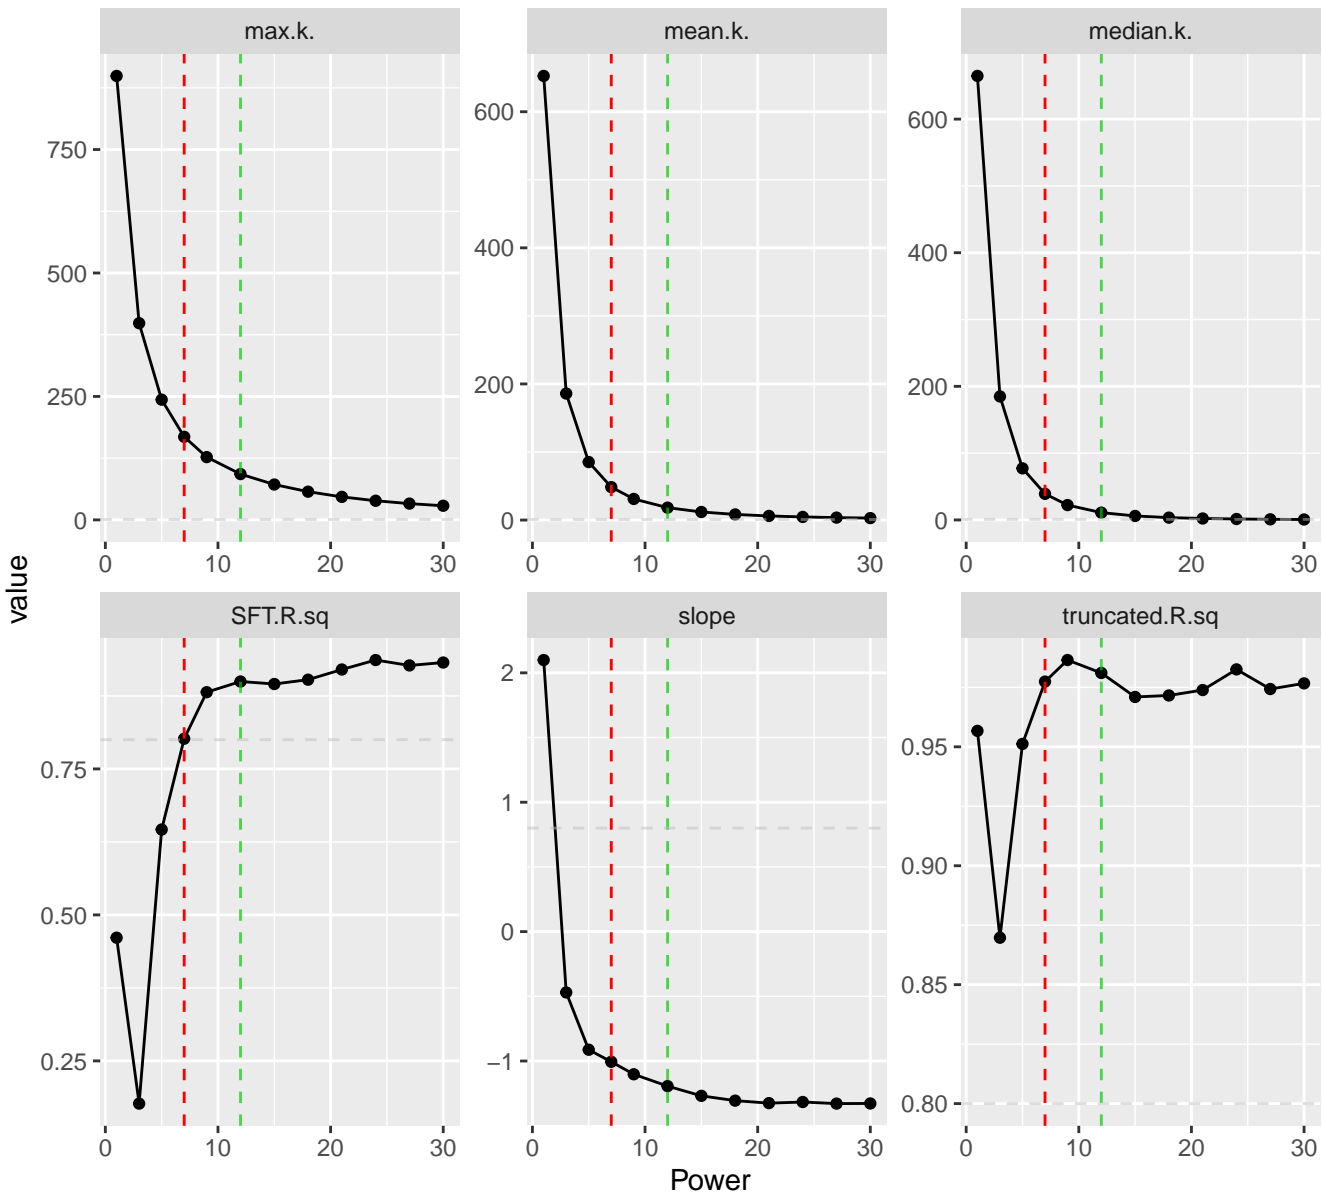 max.k. mean.k. median.k.
750 600 600
500 400 400
250 200 200
0 0 0
0 10 20 30 0 10 20 30 0 10 20 30
value
SFT.R.sq slope truncated.R.sq
2
0.75 1 0.95
0.50 0 0.90
0.85
0.25 −1 0.80
0 10 20 30 0 10 20 30 0 10 20 30
Power